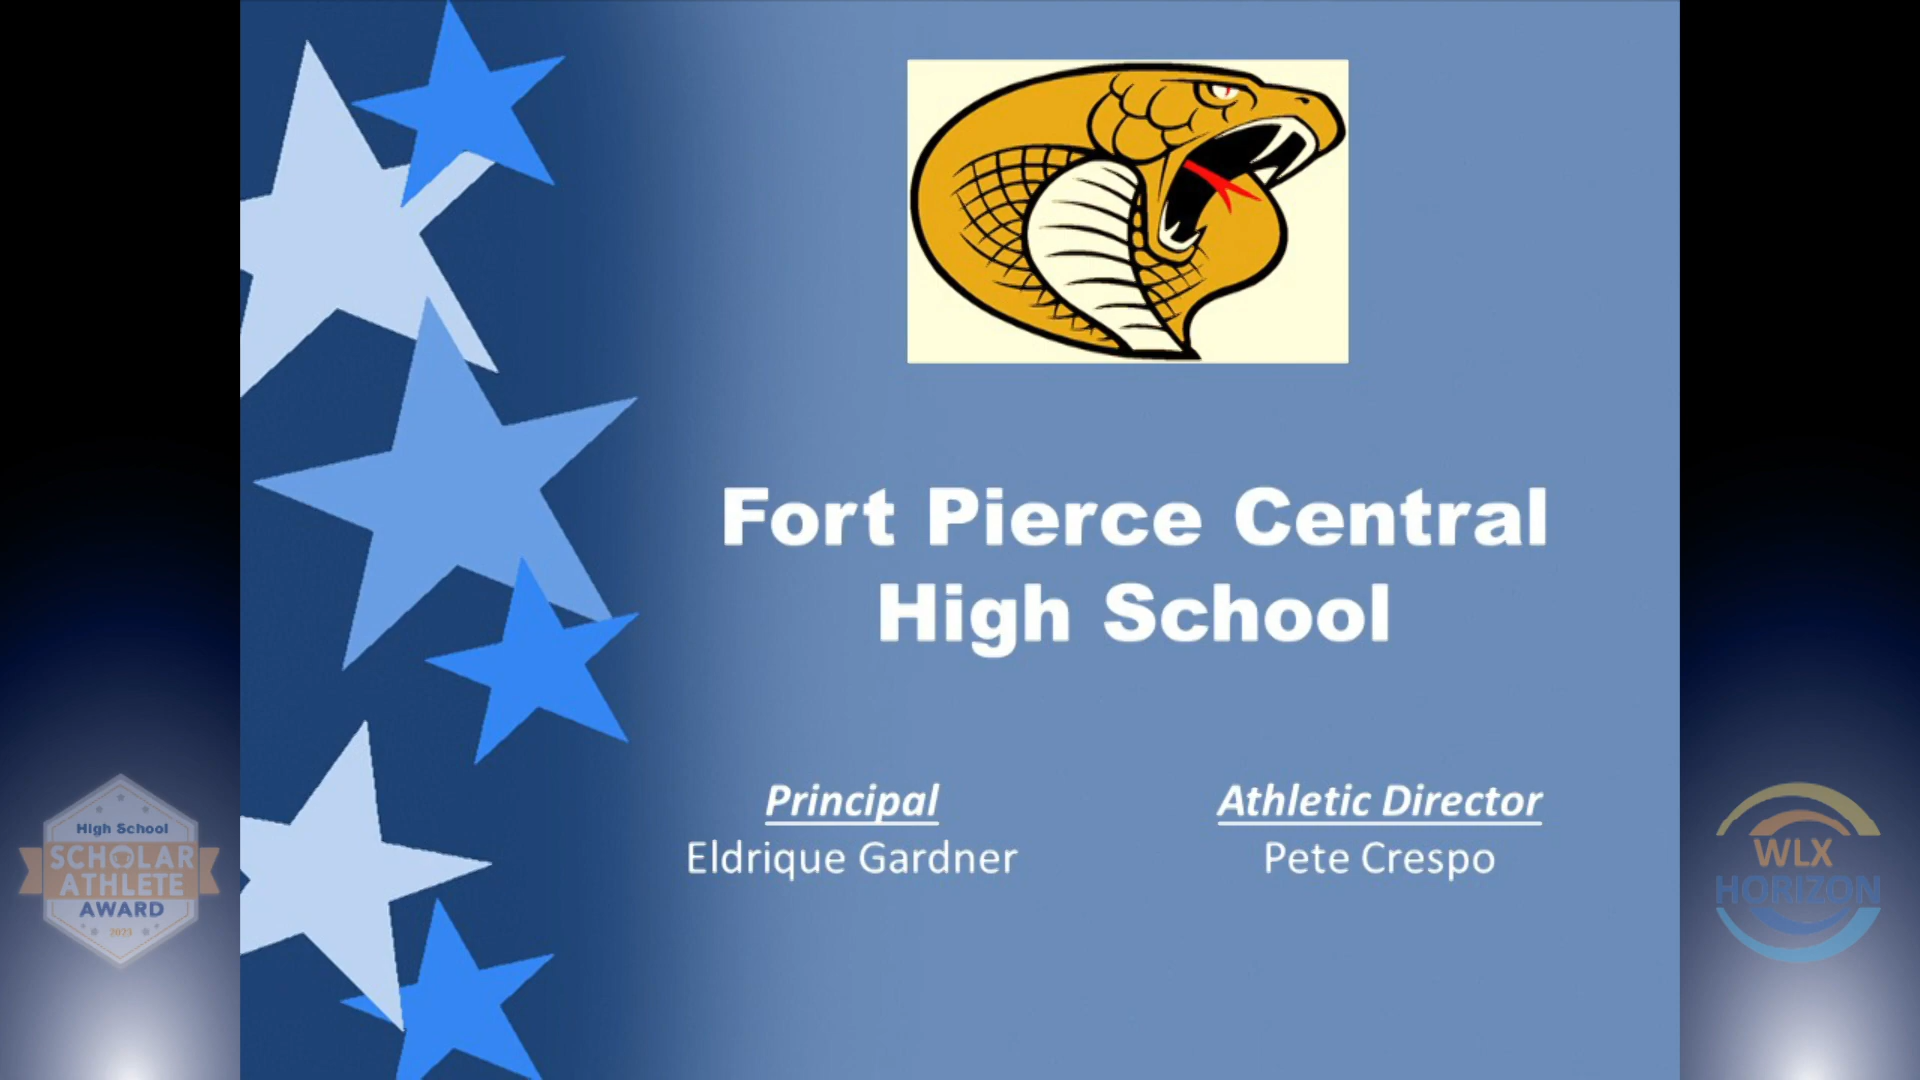 Fort Pierce Central
High School
Principal
Eldrique Gardner
Athletic Director
Pete Crespo
High School
SCHOLAR
ATHLETE
AWARD
2023
WLX
HORIZON